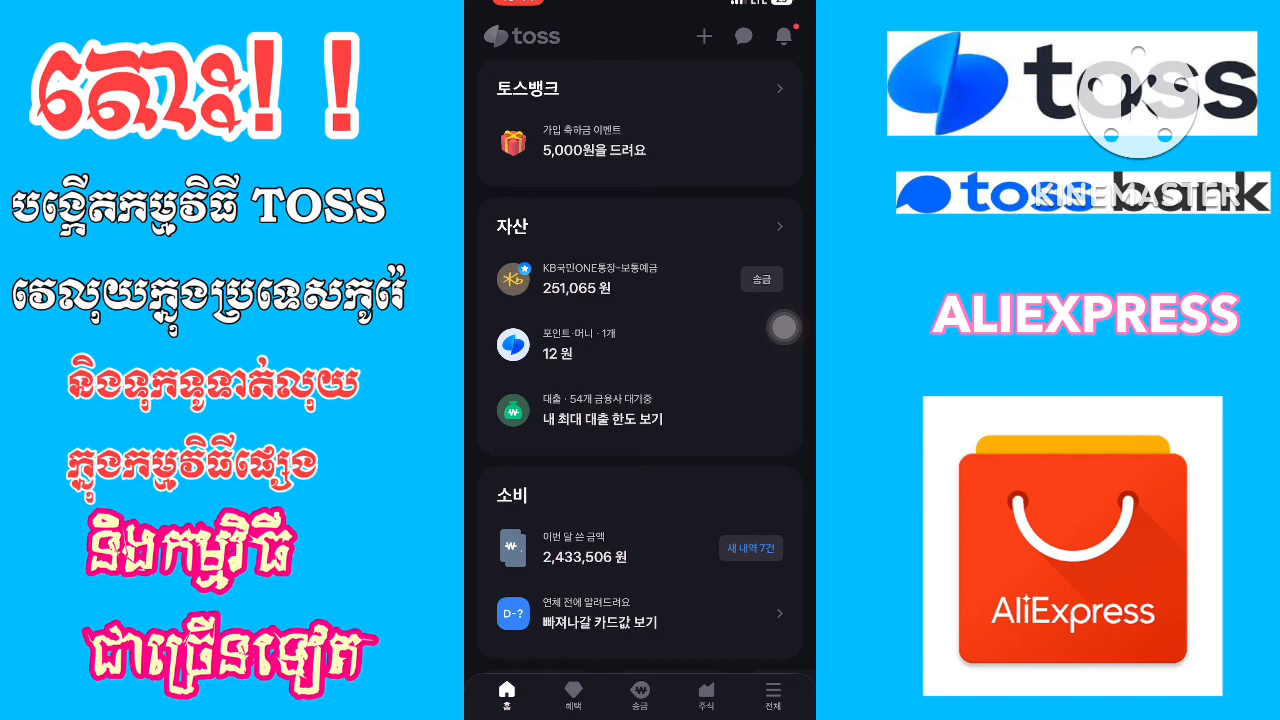 តោះ! !
បង្កើតកម្មវិធី TOSS
វេលុយក្នុងប្រទេសកូរ៉េ
និងទុកទូទាត់លុយ
ក្នុងកម្មវិធីផ្សេង
និងកម្មវិធី
ជាច្រើនទៀត
toss
토스뱅크
가입 축하금 이벤트
5,000원을 드려요
자산
KB국민ONE통장-보통예금
251,065 원
송금
포인트·머니 · 1개
12 원
대출 · 54개 금융사 대기중
내 최대 대출 한도 보기
소비
이번 달 쓴 금액
2,433,506 원
새 내역 7건
연체 전에 알려드려요
D-?
빠져나갈 카드값 보기
홈
혜택
송금
주식
전체
toss
toss bank
KINEMASTER
ALIEXPRESS
AliExpress